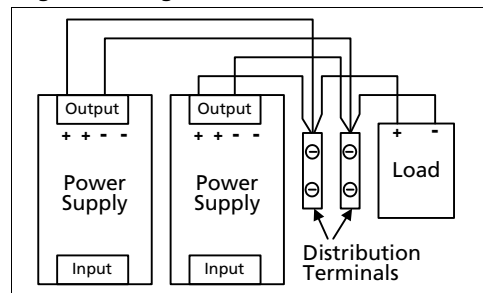 Output
+ + - -
Power
Supply
Input
Output
+ + - -
Power
Supply
Input
+ -
Load
Distribution
Terminals